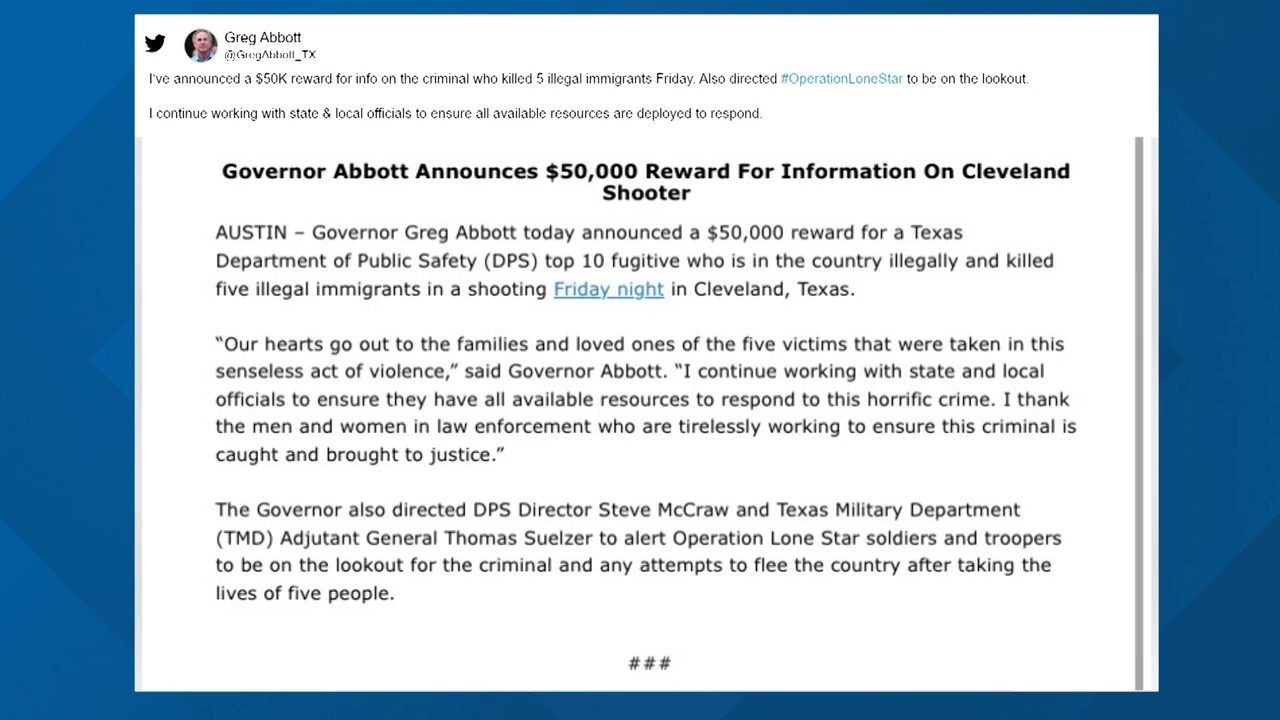 Greg Abbott
@GregAbbott_TX
I've announced a $50K reward for info on the criminal who killed 5 illegal immigrants Friday. Also directed #OperationLoneStar to be on the lookout.
I continue working with state & local officials to ensure all available resources are deployed to respond.
Governor Abbott Announces $50,000 Reward For Information On Cleveland
Shooter
AUSTIN – Governor Greg Abbott today announced a $50,000 reward for a Texas
Department of Public Safety (DPS) top 10 fugitive who is in the country illegally and killed
five illegal immigrants in a shooting Friday night in Cleveland, Texas.
“Our hearts go out to the families and loved ones of the five victims that were taken in this
senseless act of violence,” said Governor Abbott. “I continue working with state and local
officials to ensure they have all available resources to respond to this horrific crime. I thank
the men and women in law enforcement who are tirelessly working to ensure this criminal is
caught and brought to justice.”
The Governor also directed DPS Director Steve McCraw and Texas Military Department
(TMD) Adjutant General Thomas Suelzer to alert Operation Lone Star soldiers and troopers
to be on the lookout for the criminal and any attempts to flee the country after taking the
lives of five people.
###